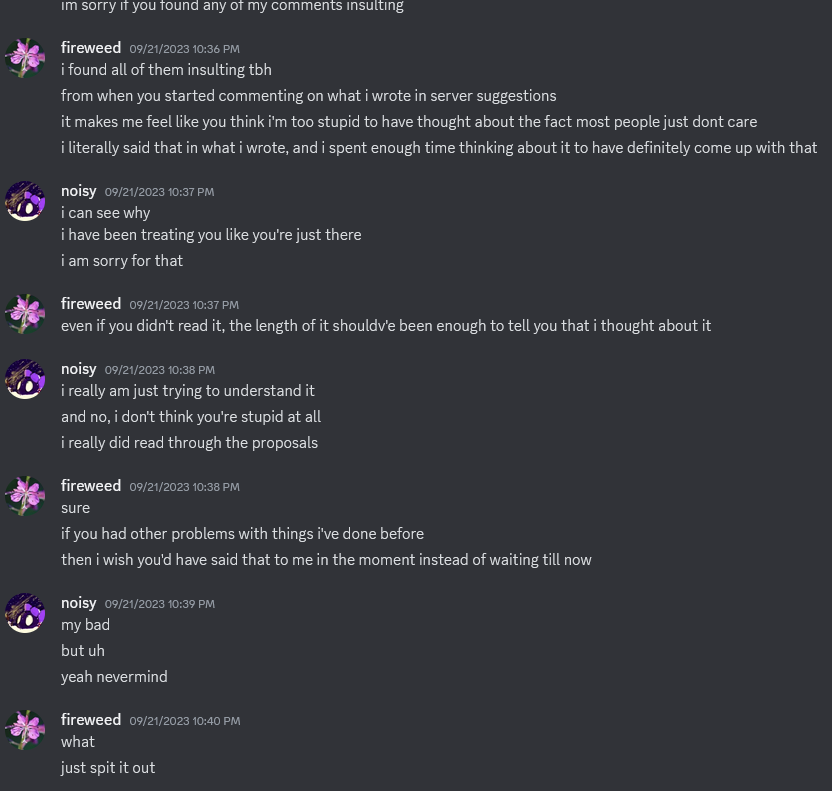 im sorry if you found any of my comments insulting
fireweed 09/21/2023 10:36 PM
i found all of them insulting tbh
from when you started commenting on what i wrote in server suggestions
it makes me feel like you think i'm too stupid to have thought about the fact most people just dont care
i literally said that in what i wrote, and i spent enough time thinking about it to have definitely come up with that
noisy 09/21/2023 10:37 PM
i can see why
i have been treating you like you're just there
i am sorry for that
fireweed 09/21/2023 10:37 PM
even if you didn't read it, the length of it shouldv'e been enough to tell you that i thought about it
noisy 09/21/2023 10:38 PM
i really am just trying to understand it
and no, i don't think you're stupid at all
i really did read through the proposals
fireweed 09/21/2023 10:38 PM
sure
if you had other problems with things i've done before
then i wish you'd have said that to me in the moment instead of waiting till now
noisy 09/21/2023 10:39 PM
my bad
but uh
yeah nevermind
fireweed 09/21/2023 10:40 PM
what
just spit it out